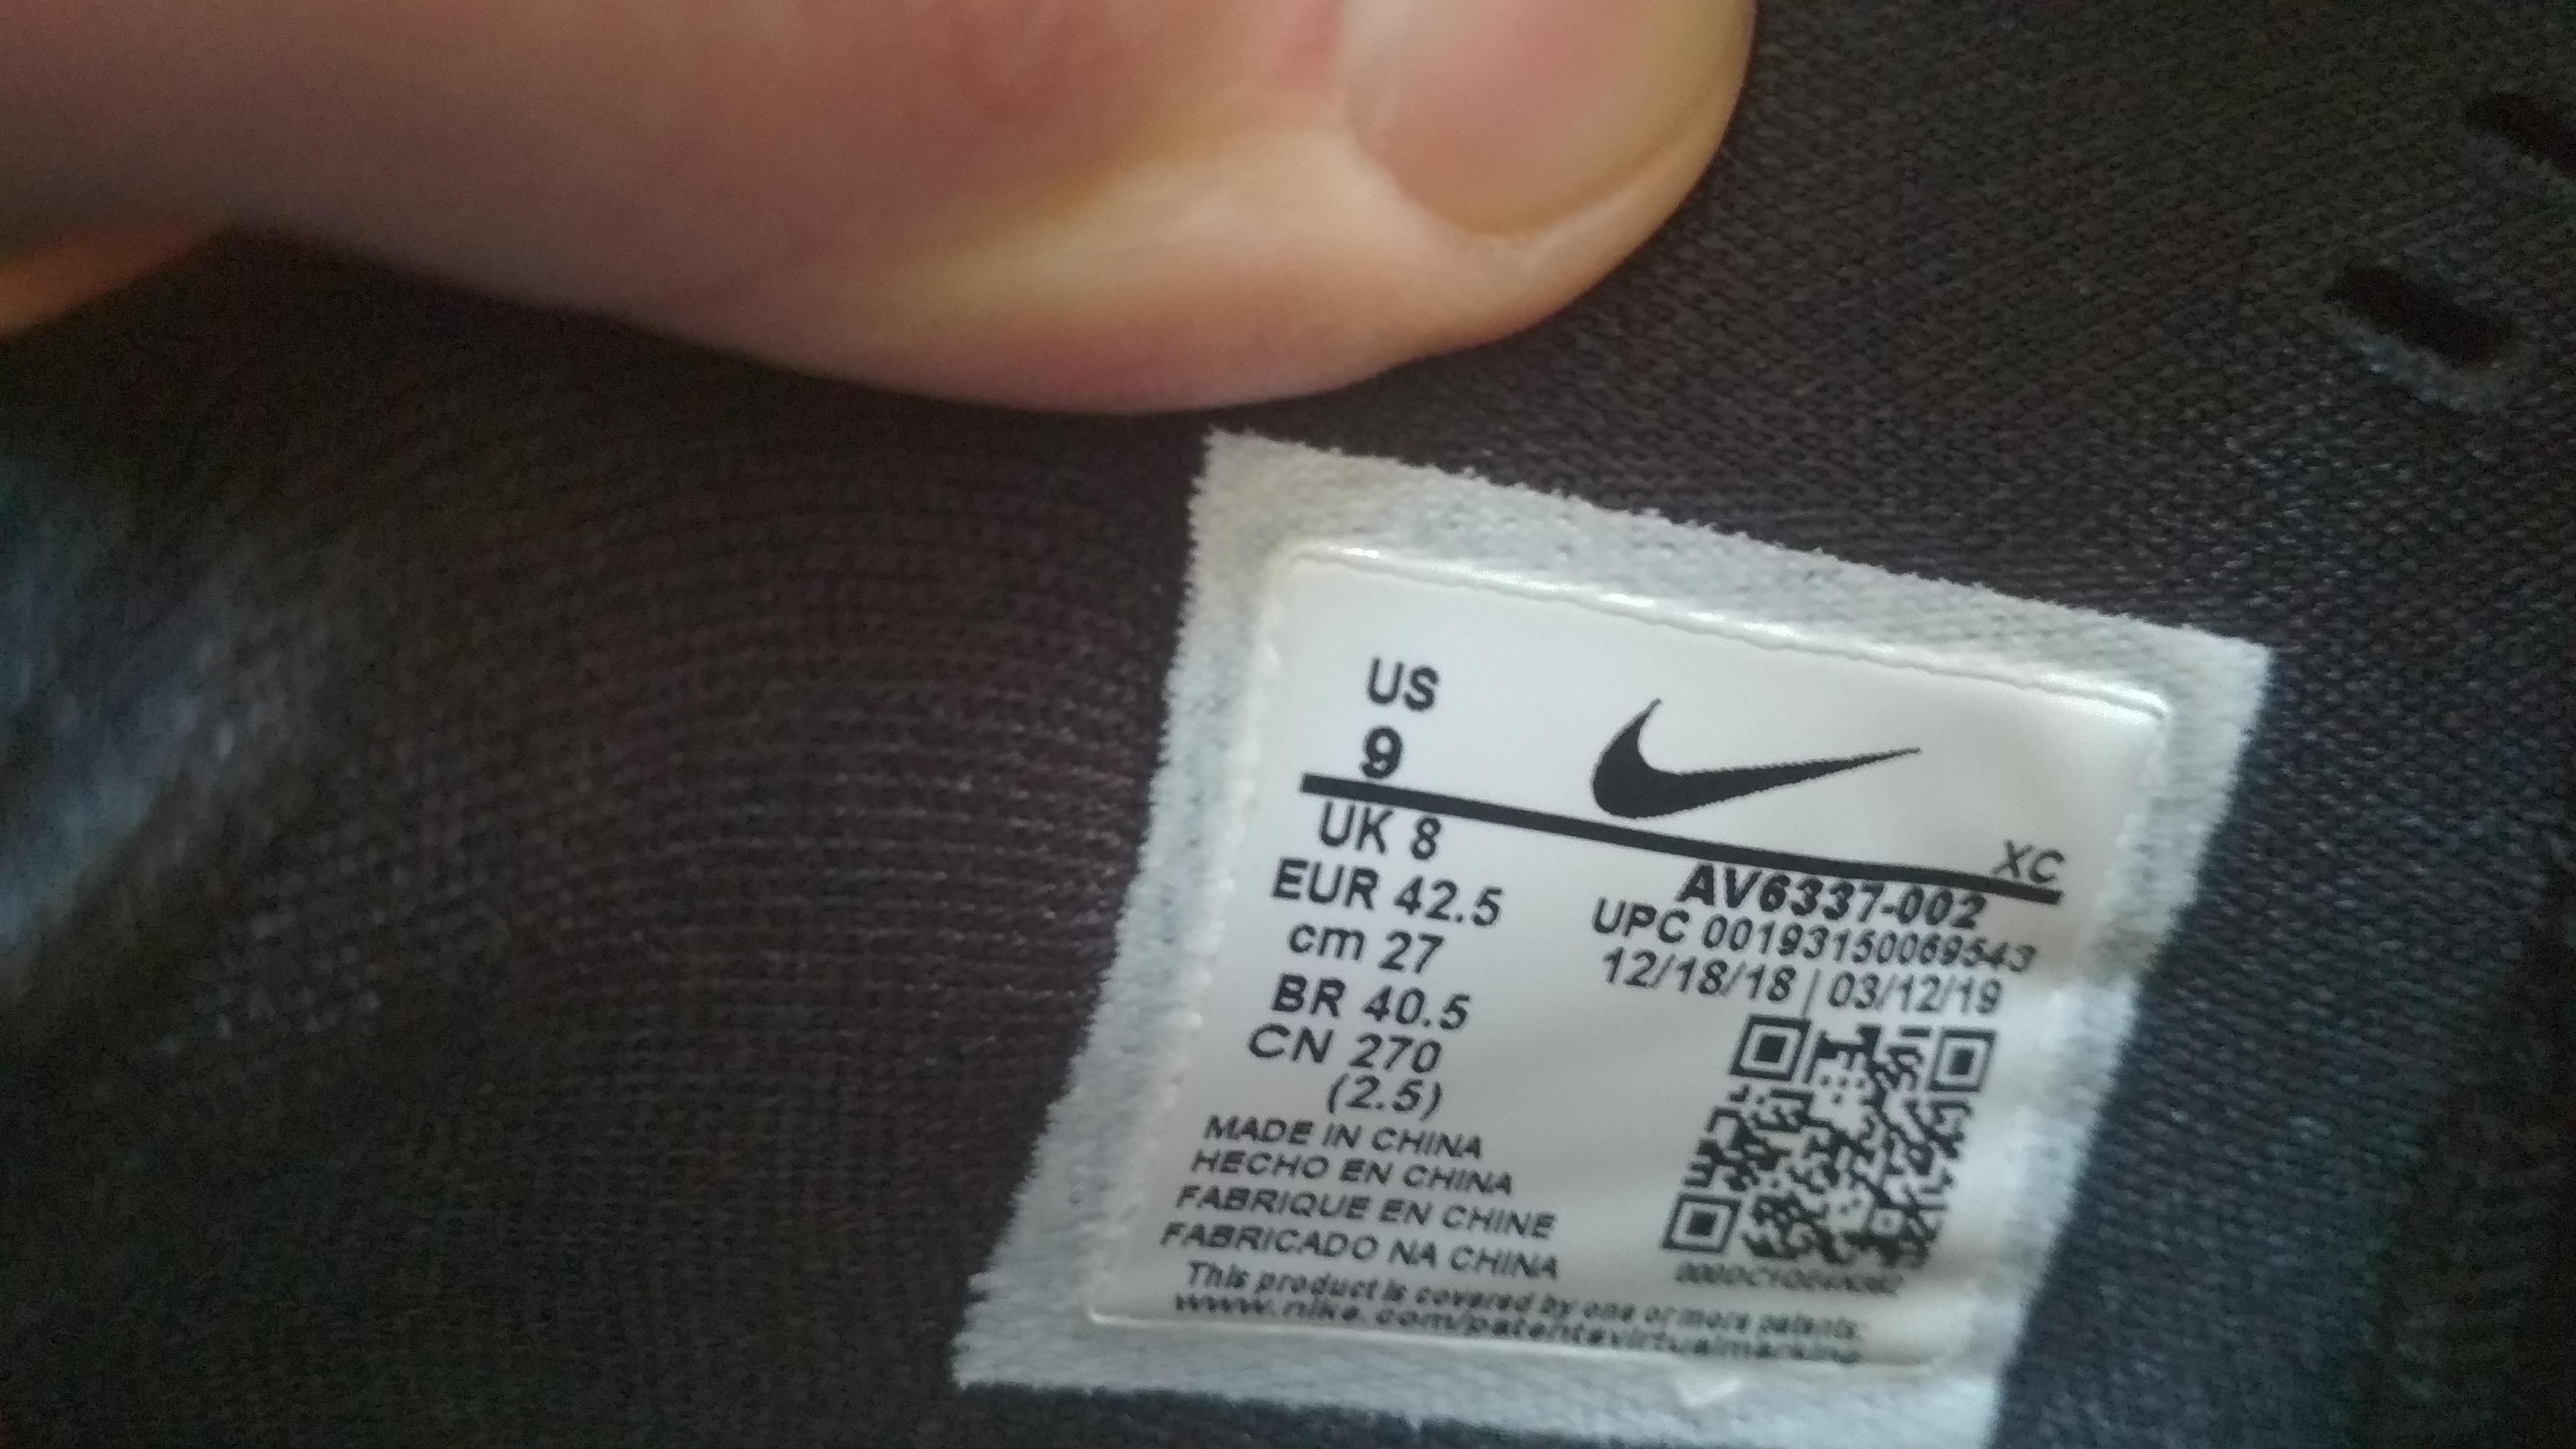 US
9
UK 8
EUR 42.5
cm 27
BR 40.5
CN 270
(2.5)
XC
AV6337-002
UPC 00193150069543
12/18/18 | 03/12/19
MADE IN CHINA
HECHO EN CHINA
FABRIQUE EN CHINE
FABRICADO NA CHINA
This product is covered by one or more patents:
www.nike.com/patentsvirtualmarking